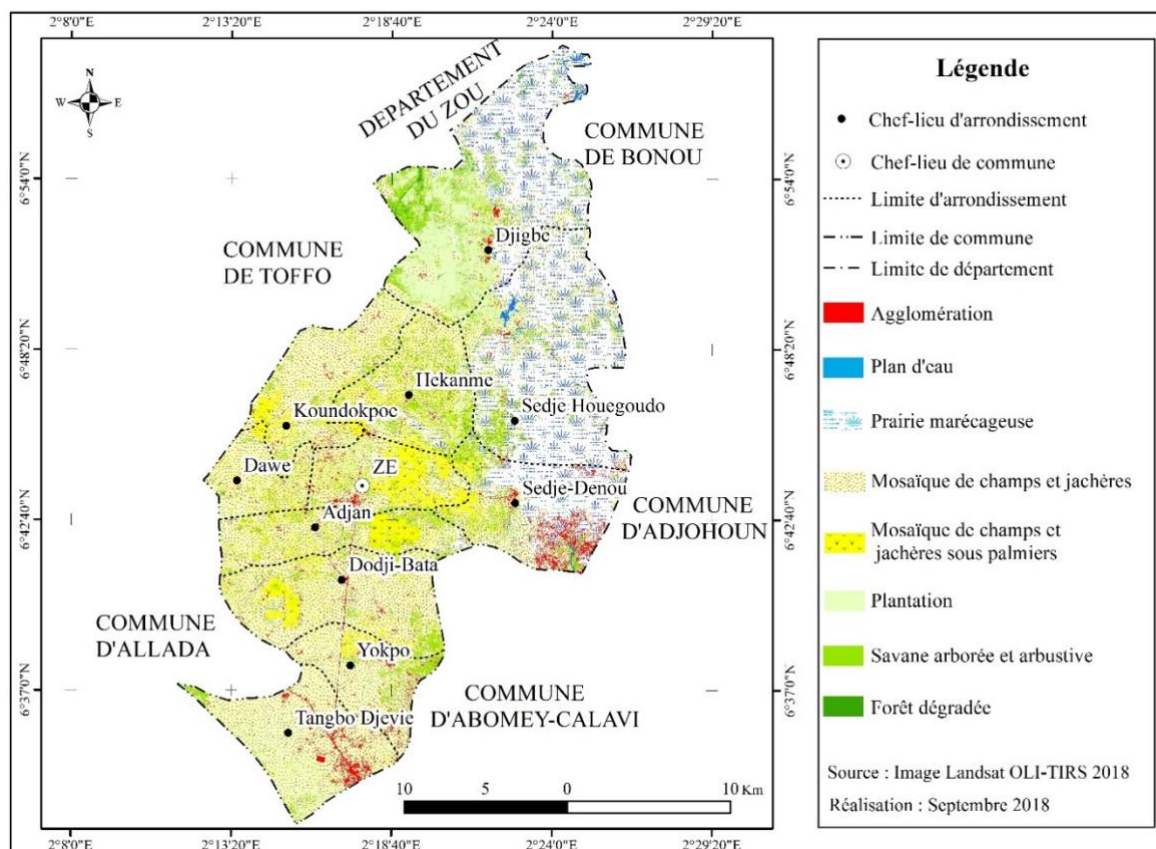 2°8'0"E
2°13'20"E
2°18'40"E
2°24'0"E
2°29'20"E
N
W
E
S
DEPARTEMENT
DU ZOU
COMMUNE
DE BONOU
6°54'0"N
6°54'0"N
COMMUNE
DE TOFFO
Djigbe
6°48'20"N
6°48'20"N
Hekanme
Koundokpoe
Sedje Houegoudo
Dawe
ZE
Sedje-Denou
6°42'40"N
6°42'40"N
Adjan
COMMUNE
D'ADJOHOUN
Dodji-Bata
COMMUNE
D'ALLADA
Yokpo
6°37'0"N
6°37'0"N
COMMUNE
D'ABOMEY-CALAVI
Tangbo Djevie
10
5
0
10 Km
2°8'0"E
2°13'20"E
2°18'40"E
2°24'0"E
2°29'20"E
Légende
Chef-lieu d'arrondissement
Chef-lieu de commune
Limite d'arrondissement
Limite de commune
Limite de département
Agglomération
Plan d'eau
Prairie marécageuse
Mosaïque de champs et jachères
Mosaïque de champs et
jachères sous palmiers
Plantation
Savane arborée et arbustive
Forêt dégradée
Source : Image Landsat OLI-TIRS 2018
Réalisation : Septembre 2018